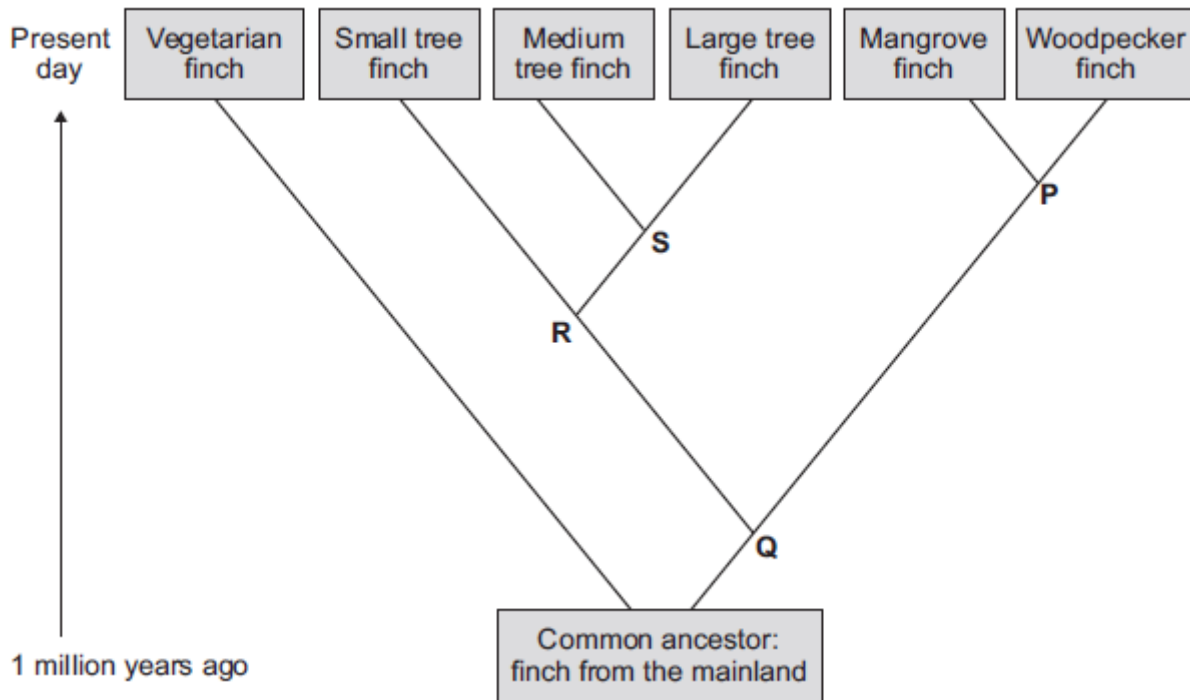 Present
day
Vegetarian
finch
Small tree
finch
Medium
tree finch
Large tree
finch
Mangrove
finch
Woodpecker
finch
P
S
R
Q
Common ancestor:
finch from the mainland
1 million years ago